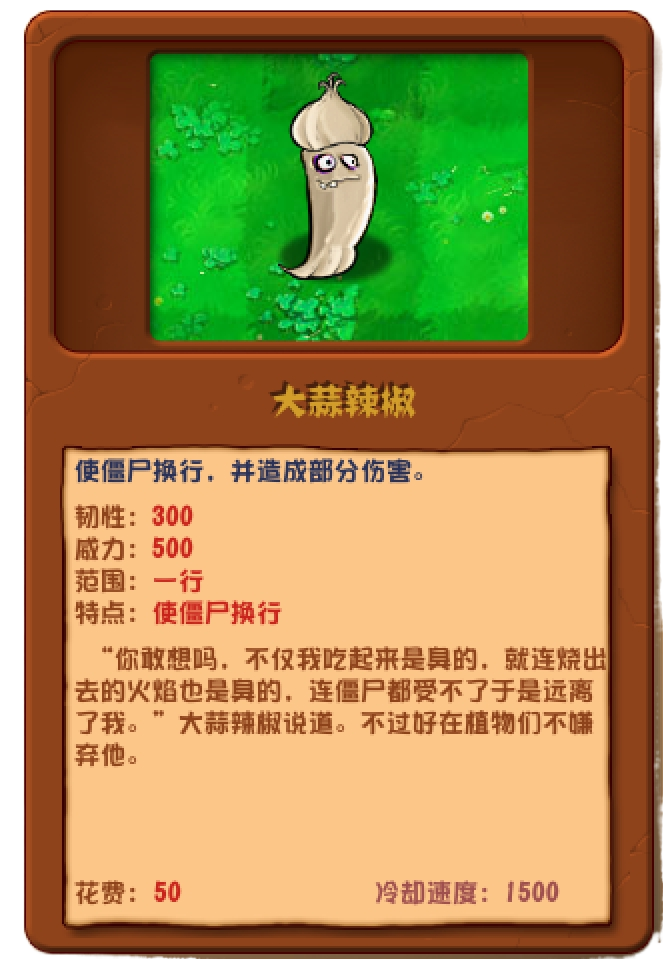 大蒜辣椒
使僵尸换行，并造成部分伤害。
韧性：300
威力：500
范围：一行
特点：使僵尸换行
“你敢想吗，不仅我吃起来是臭的，就连烧出
去的火焰也是臭的，连僵尸都受不了于是远离
了我。”大蒜辣椒说道。不过好在植物们不嫌
弃他。
花费：50
冷却速度：1500